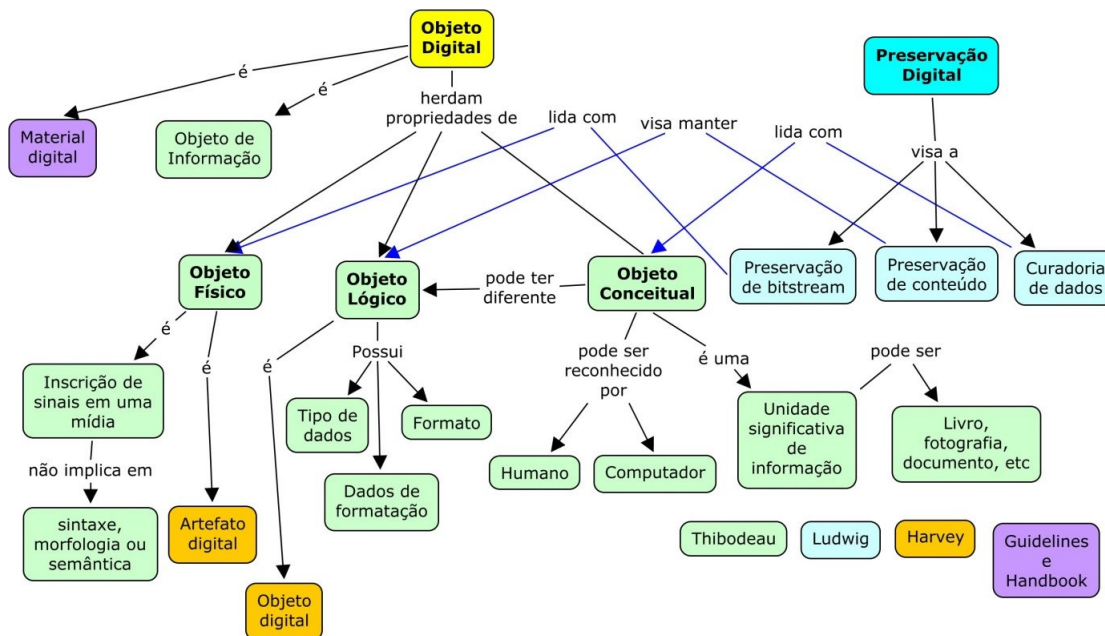 Objeto
Digital
Preservação
Digital
é
é
herdam
propriedades de
lida com
visa manter
lida com
visa a
Material
digital
Objeto de
Informação
Objeto
Físico
Objeto
Lógico
pode ter
diferente
Objeto
Conceitual
Preservação
de bitstream
Preservação
de conteúdo
Curadoria
de dados
é
é
é
Possui
pode ser
reconhecido
por
é uma
pode ser
Inscrição de
sinais em uma
mídia
Tipo de
dados
Formato
Unidade
significativa
de
informação
Livro,
fotografia,
documento, etc
Humano
Computador
não implica em
Dados de
formatação
sintaxe,
morfologia ou
semântica
Artefato
digital
Objeto
digital
Thibodeau
Ludwig
Harvey
Guidelines
e
Handbook